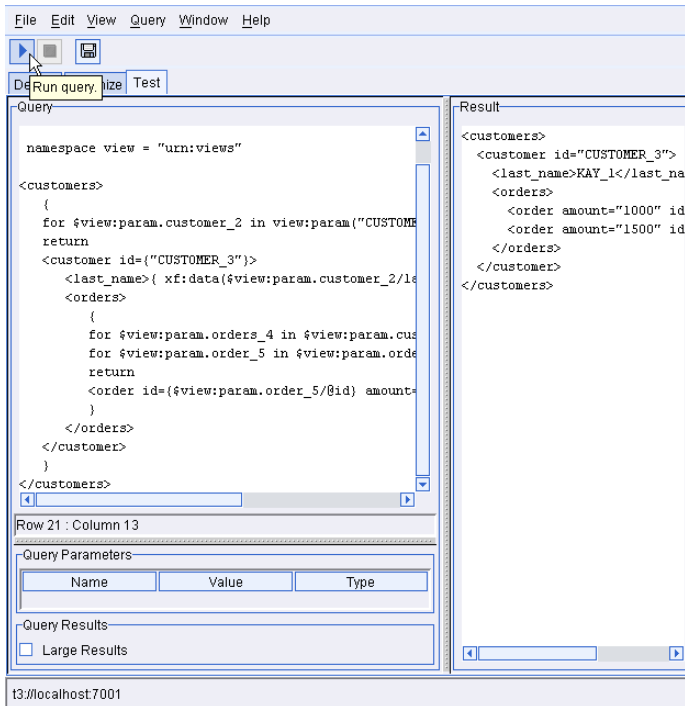 File Edit View Query Window Help
Run query.
Test
Query
namespace view = "urn:views"
<customers>
{
for $view:param.customer_2 in view:param("CUSTOME
return
<customer id={"CUSTOMER_3"}>
<last_name>{ xf:data($view:param.customer_2/la
<orders>
{
for $view:param.orders_4 in $view:param.cus
for $view:param.order_5 in $view:param.orde
return
<order id={$view:param.order_5/@id} amount=
}
</orders>
</customer>
}
</customers>
Row 21 : Column 13
Query Parameters
Name Value Type
Query Results
Large Results
Result
<customers>
<customer id="CUSTOMER_3">
<last_name>KAY_1</last_na
<orders>
<order amount="1000" id
<order amount="1500" id
</orders>
</customer>
</customers>
t3://localhost:7001